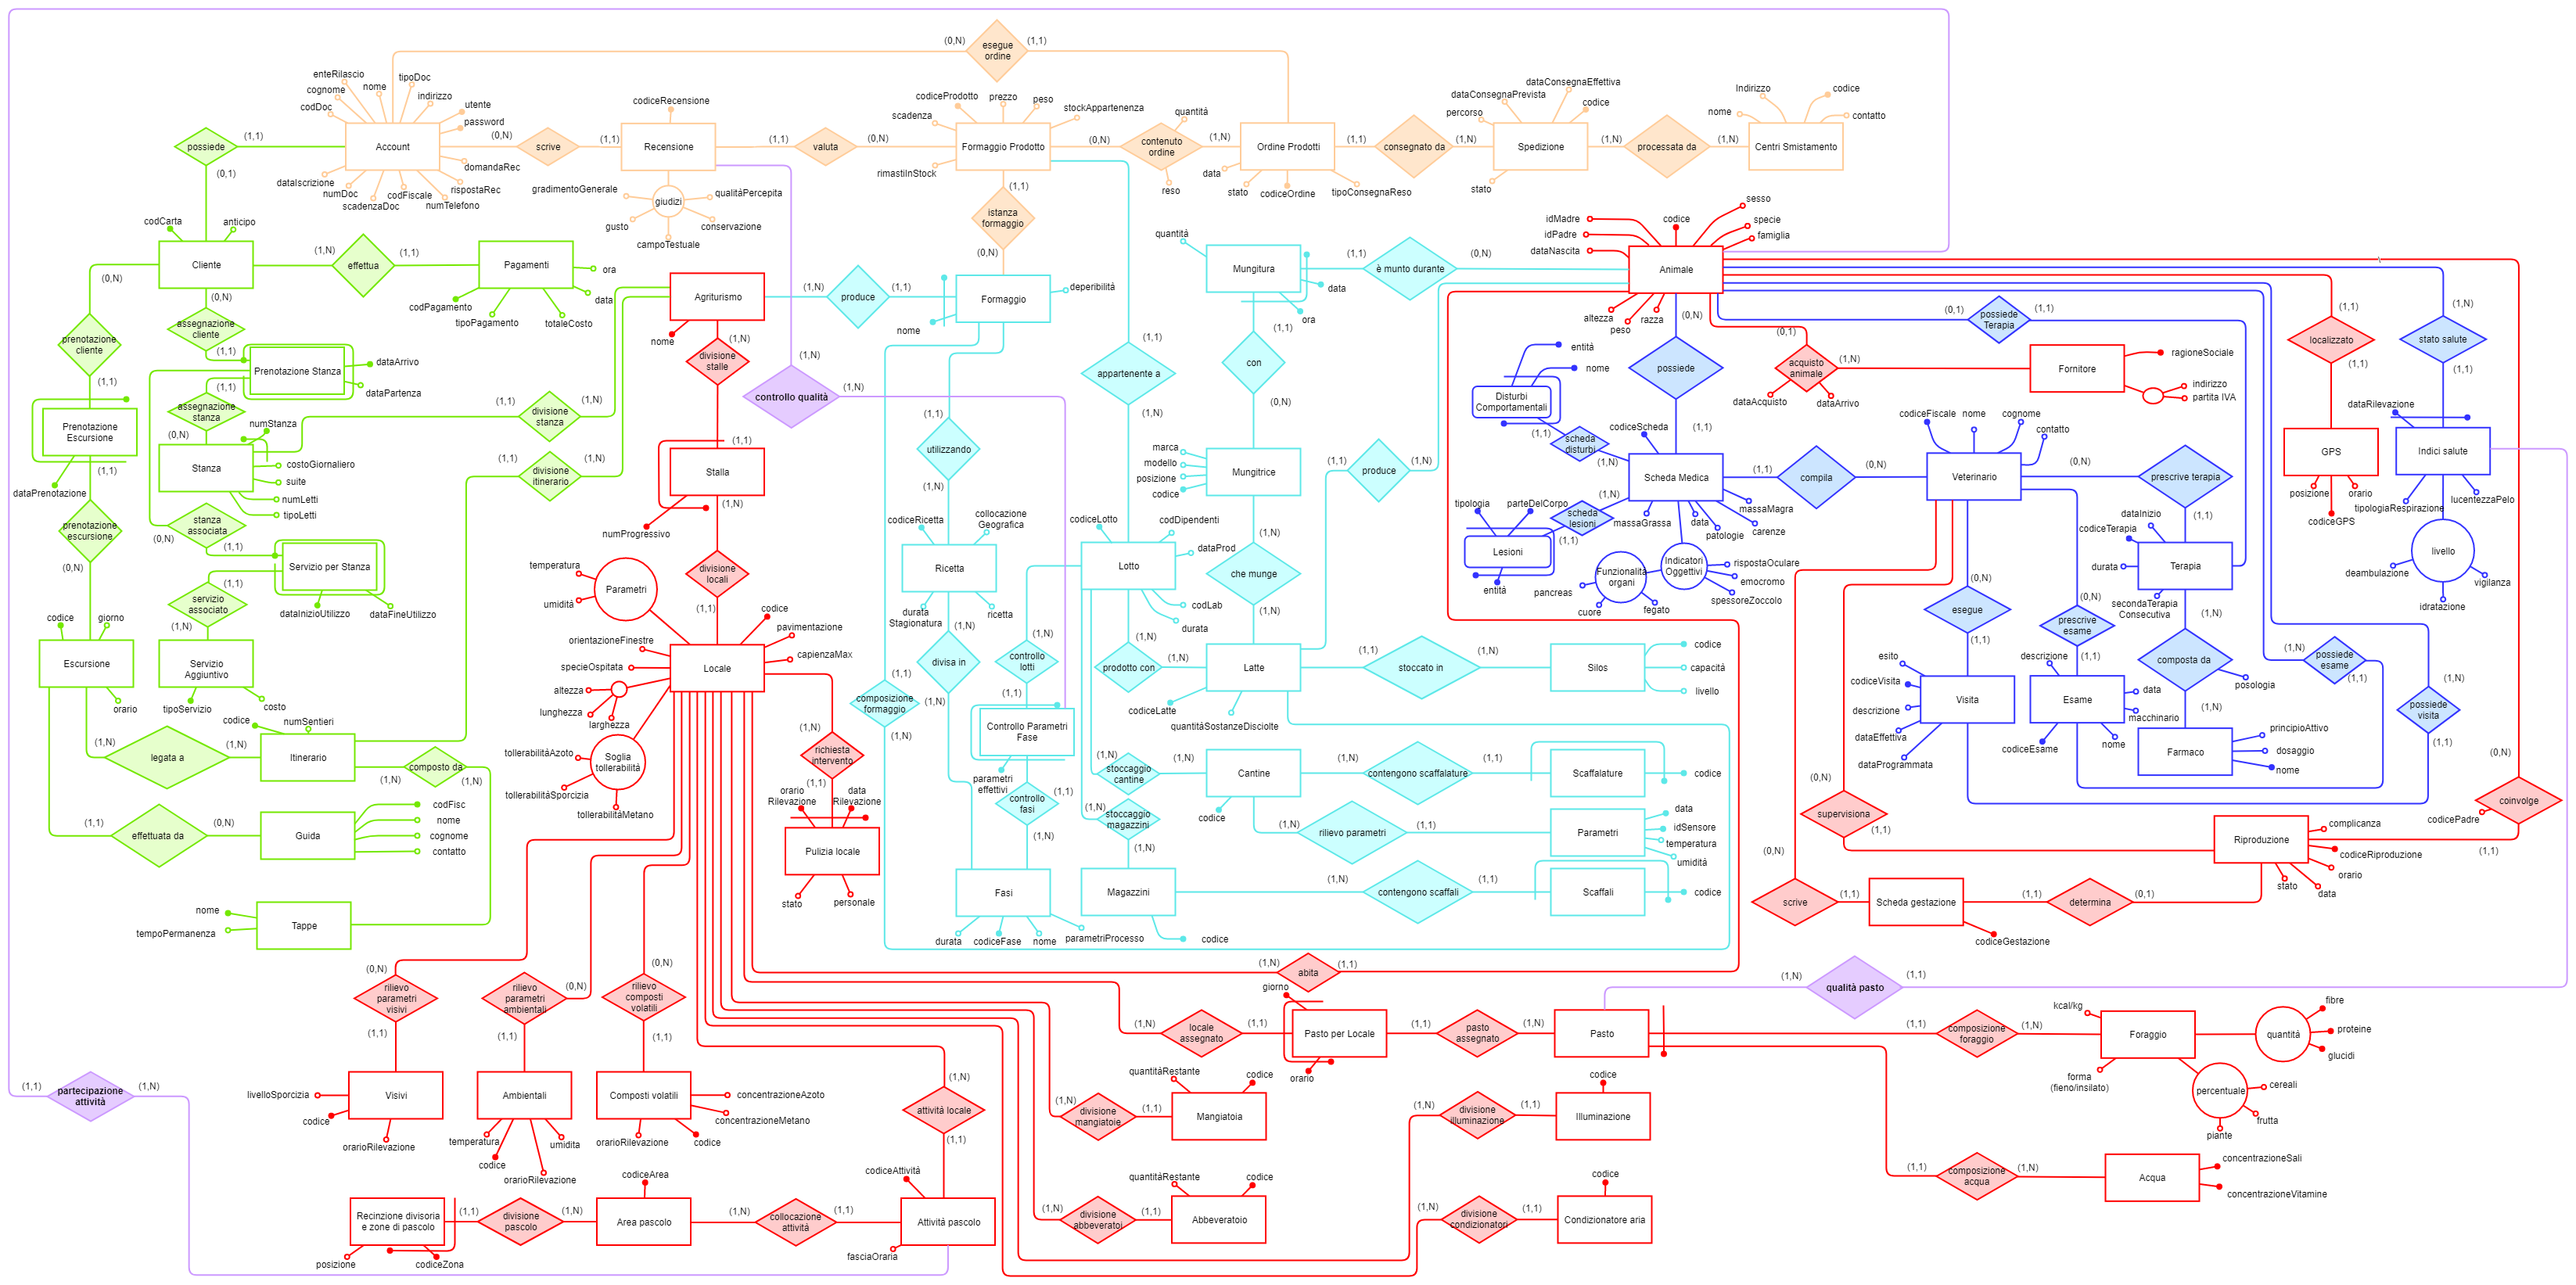 (0,N)
esegue
ordine
(1,1)
enteRilascio
tipoDoc
cognome
nome
indirizzo
codDoc
utente
password
Account
domandaRec
rispostaRec
dataIscrizione
numDoc
scadenzaDoc
codFiscale
numTelefono
possiede
(1,1)
(0,1)
(0,N)
scrive
(1,1)
codiceRecensione
Recensione
gradimentoGenerale
giudizi
qualitàPercepita
gusto
conservazione
campoTestuale
(1,1)
valuta
(0,N)
codiceProdotto
prezzo
peso
scadenza
stockAppartenenza
Formaggio Prodotto
rimastiInStock
(0,N)
quantità
contenuto
ordine
reso
(1,N)
Ordine Prodotti
data
stato
codiceOrdine
tipoConsegnaReso
(1,1)
consegnato da
(1,N)
dataConsegnaEffettiva
dataConsegnaPrevista
codice
percorso
Spedizione
stato
(1,N)
processata da
(1,N)
Indirizzo
codice
nome
contatto
Centri Smistamento
(1,1)
istanza
formaggio
(0,N)
codCarta
anticipo
Cliente
(1,N)
effettua
(1,1)
Pagamenti
ora
data
codPagamento
tipoPagamento
totaleCosto
(0,N)
prenotazione
cliente
(1,1)
(0,N)
assegnazione
cliente
(1,1)
Prenotazione Stanza
dataArrivo
dataPartenza
(1,1)
assegnazione
stanza
(0,N)
Prenotazione
Escursione
dataPrenotazione
(1,1)
prenotazione
escursione
(0,N)
numStanza
Stanza
costoGiornaliero
suite
numLetti
tipoLetti
(1,1)
divisione
stanza
(1,N)
(1,1)
divisione
itinerario
(1,N)
stanza
associata
(0,N)
(1,1)
Servizio per Stanza
dataInizioUtilizzo
dataFineUtilizzo
(1,1)
servizio
associato
(1,N)
Servizio
Aggiuntivo
tipoServizio
costo
codice
giorno
Escursione
orario
(1,N)
legata a
(1,N)
codice
numSentieri
Itinerario
(1,N)
composto da
(1,N)
(1,1)
effettuata da
(0,N)
Guida
codFisc
nome
cognome
contatto
nome
tempoPermanenza
Tappe
Agriturismo
nome
(1,N)
produce
(1,1)
Formaggio
nome
deperibilità
(1,N)
divisione
stalle
(1,1)
Stalla
numProgressivo
(1,N)
divisione
locali
(1,1)
temperatura
umidità
Parametri
codice
pavimentazione
orientazioneFinestre
capienzaMax
specieOspitata
Locale
altezza
lunghezza
larghezza
tollerabilitàAzoto
Soglia
tollerabilità
tollerabilitàSporcizia
tollerabilitàMetano
(1,N)
richiesta
intervento
(1,1)
orario
Rilevazione
data
Rilevazione
Pulizia locale
stato
personale
(1,N)
controllo qualità
(1,N)
(1,1)
utilizzando
(1,N)
codiceRicetta
collocazione
Geografica
Ricetta
durata
Stagionatura
ricetta
(1,N)
divisa in
(1,N)
(1,1)
composizione
formaggio
(1,N)
(1,N)
controllo
lotti
(1,1)
Controllo Parametri
Fase
parametri
effettivi
controllo
fasi
(1,1)
(1,N)
Fasi
durata
codiceFase
nome
parametriProcesso
(1,1)
appartenente a
(1,N)
codiceLotto
codDipendenti
dataProd
Lotto
codLab
durata
(1,N)
prodotto con
(1,N)
(1,N)
stoccaggio
cantine
(1,N)
(1,N)
stoccaggio
magazzini
(1,N)
Magazzini
codice
quantità
Mungitura
data
ora
(1,1)
è munto durante
(0,N)
(1,1)
con
(0,N)
marca
modello
posizione
codice
Mungitrice
(1,1)
produce
(1,N)
(1,N)
che munge
(1,N)
Latte
codiceLatte
quantitàSostanzeDisciolte
(1,1)
stoccato in
(1,N)
Silos
codice
capacità
livello
Cantine
codice
(1,N)
contengono scaffalature
(1,1)
Scaffalature
codice
(1,N)
rilievo parametri
(1,1)
Parametri
data
idSensore
temperatura
umidità
(1,N)
contengono scaffali
(1,1)
Scaffali
codice
idMadre
idPadre
dataNascita
codice
sesso
specie
famiglia
Animale
altezza
peso
razza
(0,N)
possiede
(1,1)
entità
nome
Disturbi
Comportamentali
(1,1)
scheda
disturbi
(1,N)
codiceScheda
Scheda Medica
tipologia
parteDelCorpo
Lesioni
entità
(1,N)
scheda
lesioni
(1,1)
massaGrassa
data
patologie
massaMagra
carenze
Funzionalità
organi
pancreas
cuore
fegato
Indicatori
Oggettivi
rispostaOculare
emocromo
spessoreZoccolo
(1,1)
compila
(0,N)
(0,1)
acquisto
animale
(1,N)
dataAcquisto
dataArrivo
Fornitore
ragioneSociale
indirizzo
partita IVA
(0,1)
possiede
Terapia
(1,1)
codiceFiscale
nome
cognome
contatto
Veterinario
(0,N)
prescrive terapia
(1,1)
dataInizio
codiceTerapia
durata
Terapia
secondaTerapia
Consecutiva
(1,N)
composta da
posologia
(1,N)
Farmaco
principioAttivo
dosaggio
nome
(0,N)
esegue
(1,1)
esito
codiceVisita
descrizione
Visita
dataEffettiva
dataProgrammata
(0,N)
prescrive
esame
(1,1)
descrizione
Esame
data
macchinario
codiceEsame
nome
(1,N)
possiede
esame
(1,1)
(1,N)
possiede
visita
(1,1)
(1,1)
localizzato
(1,1)
GPS
posizione
orario
codiceGPS
(1,N)
stato salute
(1,1)
dataRilevazione
Indici salute
tipologiaRespirazione
lucentezzaPelo
livello
deambulazione
vigilanza
idratazione
(0,N)
coinvolge
codicePadre
(1,1)
(0,N)
supervisiona
(1,1)
Riproduzione
complicanza
codiceRiproduzione
orario
data
stato
(0,N)
scrive
(1,1)
Scheda gestazione
codiceGestazione
(1,1)
determina
(0,1)
(1,N)
abita
(1,1)
(1,N)
qualità pasto
(1,1)
(0,N)
rilievo
parametri
visivi
(1,1)
Visivi
livelloSporcizia
codice
orarioRilevazione
rilievo
parametri
ambientali
(0,N)
(1,1)
Ambientali
temperatura
codice
umidita
orarioRilevazione
(0,N)
rilievo
composti
volatili
(1,1)
Composti volatili
concentrazioneAzoto
concentrazioneMetano
orarioRilevazione
codice
(1,N)
attività locale
(1,1)
(1,1)
partecipazione
attività
(1,N)
Recinzione divisoria
e zone di pascolo
posizione
codiceZona
(1,1)
divisione
pascolo
(1,N)
codiceArea
Area pascolo
(1,N)
collocazione
attività
(1,1)
codiceAttività
Attività pascolo
fasciaOraria
(1,N)
locale
assegnato
(1,1)
giorno
Pasto per Locale
orario
(1,1)
pasto
assegnato
(1,N)
Pasto
(1,N)
divisione
mangiatoie
(1,1)
quantitàRestante
codice
Mangiatoia
(1,N)
divisione
abbeveratoi
(1,1)
quantitàRestante
codice
Abbeveratoio
(1,N)
divisione
illuminazione
(1,1)
codice
Illuminazione
(1,N)
divisione
condizionatori
(1,1)
codice
Condizionatore aria
(1,1)
composizione
foraggio
(1,N)
kcal/kg
Foraggio
forma
(fieno/insilato)
quantità
fibre
proteine
glucidi
percentuale
cereali
frutta
piante
(1,1)
composizione
acqua
(1,N)
Acqua
concentrazioneSali
concentrazioneVitamine